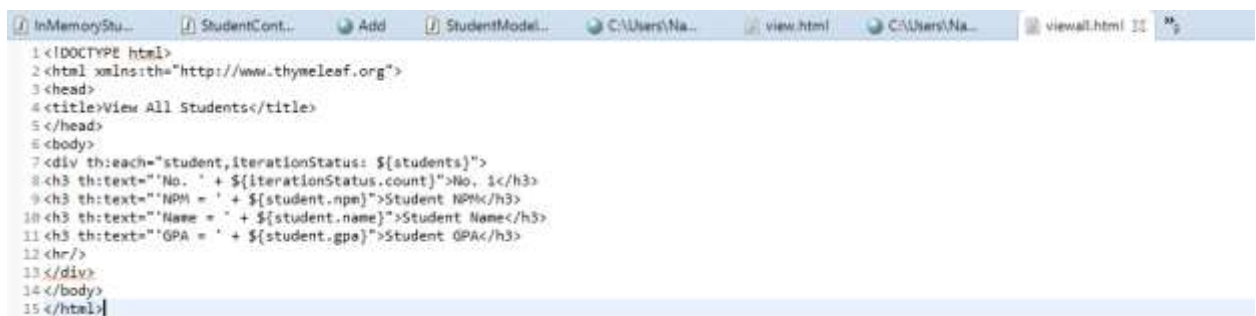 InMemoryStu... StudentCont... Add StudentModel... C:\Users\Na... view.html C:\Users\Na... viewall.html
1 <!DOCTYPE html>
2 <html xmlns:th="http://www.thymeleaf.org">
3 <head>
4 <title>View All Students</title>
5 </head>
6 <body>
7 <div th:each="student,iterationStatus: ${students}">
8 <h3 th:text="'No. ' + ${iterationStatus.count}">No. 1</h3>
9 <h3 th:text="'NPM = ' + ${student.npm}">Student NPM</h3>
10 <h3 th:text="'Name = ' + ${student.name}">Student Name</h3>
11 <h3 th:text="'GPA = ' + ${student.gpa}">Student GPA</h3>
12 <hr/>
13 </div>
14 </body>
15 </html>